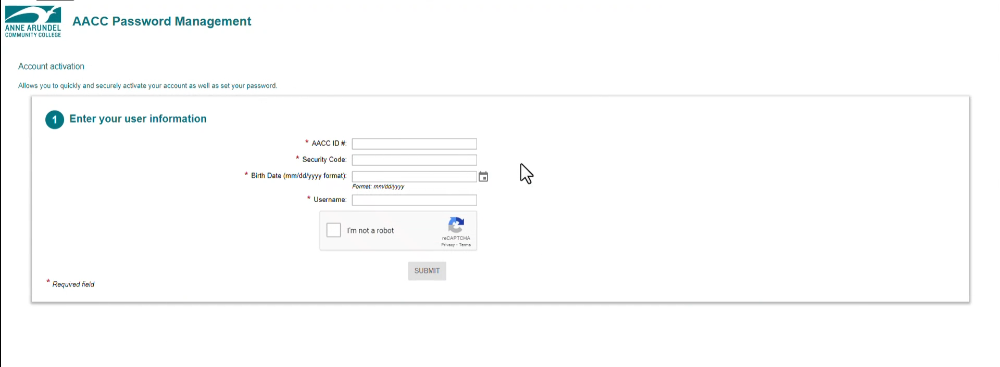 ANNE ARUNDEL
COMMUNITY COLLEGE
AACC Password Management
Account activation
Allows you to quickly and securely activate your account as well as set your password.
1 Enter your user information
* AACC ID #:
* Security Code:
* Birth Date (mm/dd/yyyy format):
Format: mm/dd/yyyy
* Username:
I'm not a robot
reCAPTCHA
Privacy - Terms
SUBMIT
* Required field